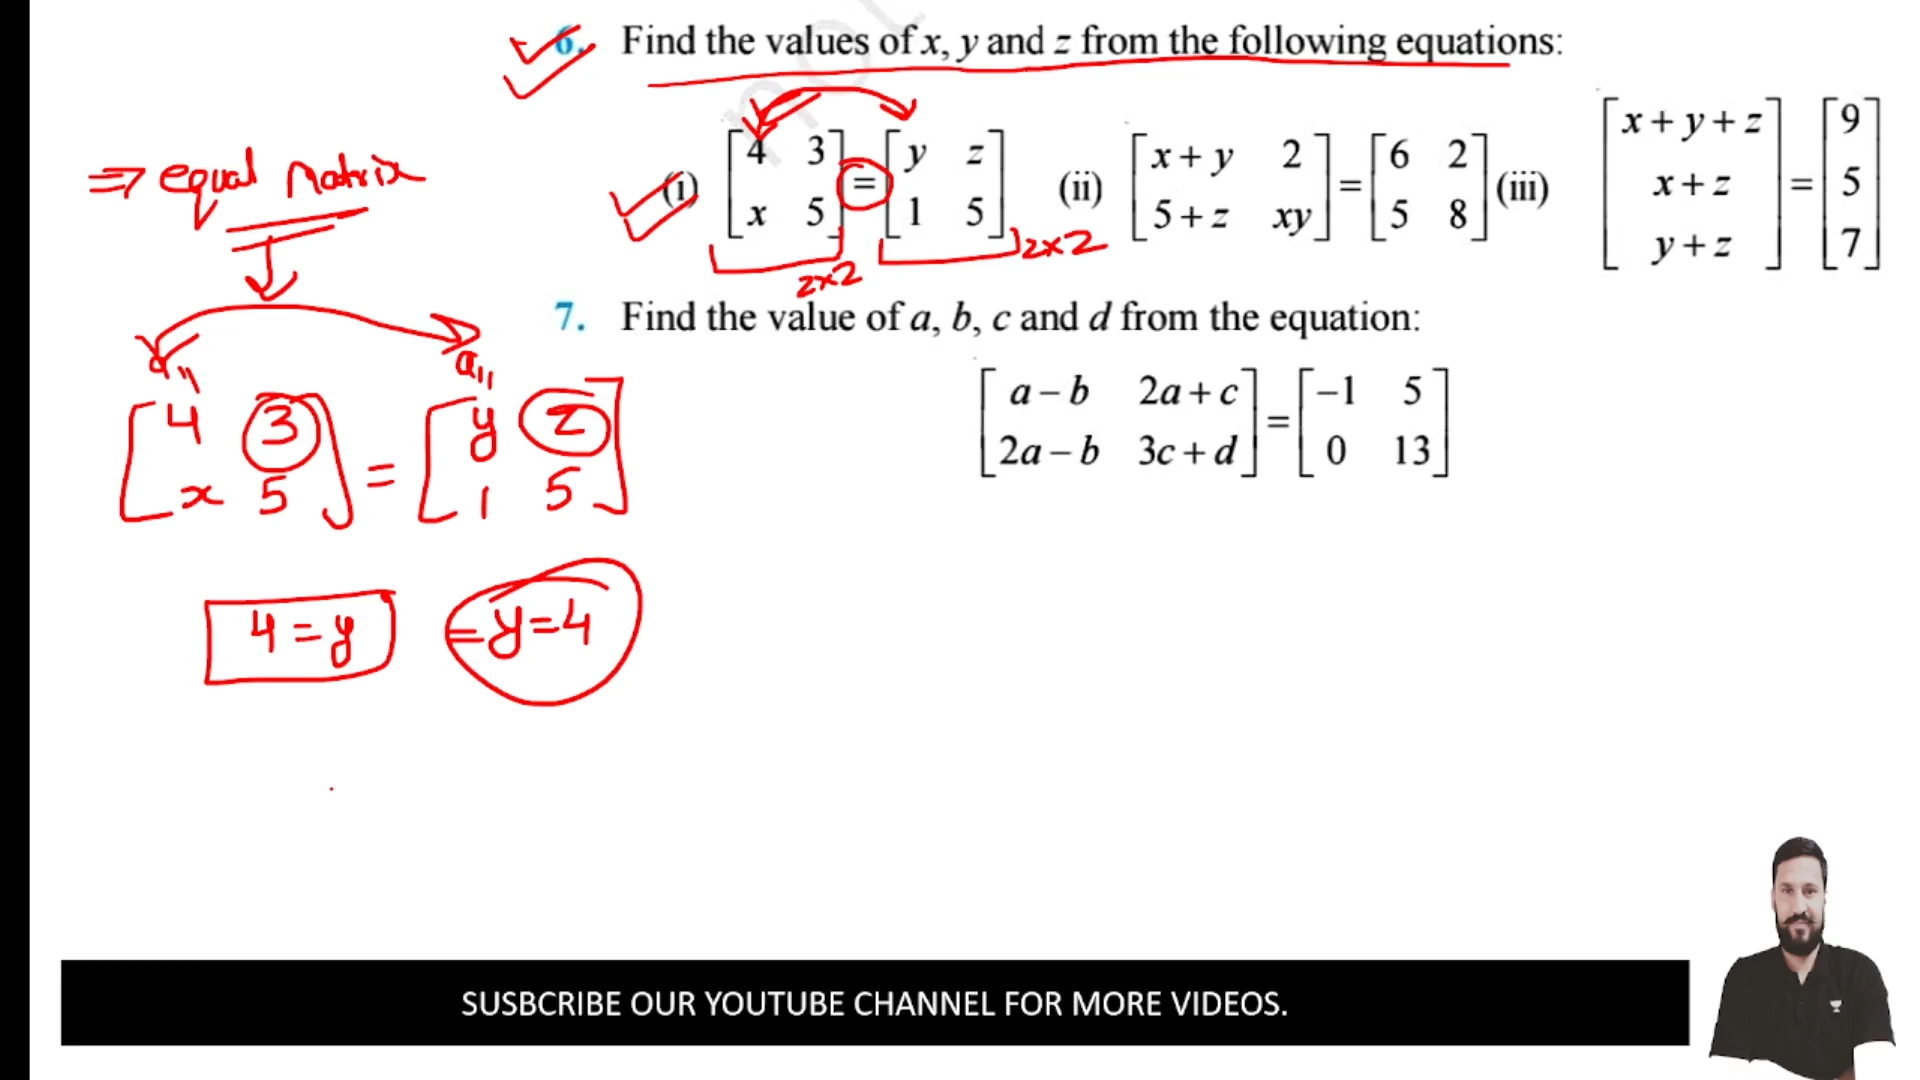 6. Find the values of x, y and z from the following equations:
(i) [4 3 x 5] = [y z 1 5] (ii) [x + y 2 5 + z xy] = [6 2 5 8] (iii) [x + y + z x + z y + z] = [9 5 7]
2×2 2×2
7. Find the value of a, b, c and d from the equation:
[a – b 2a + c 2a – b 3c + d] = [–1 5 0 13]
⇒ equal Matrix
a11 a11
[4 3 x 5] = [y z 1 5]
4 = y = y = 4
SUSBCRIBE OUR YOUTUBE CHANNEL FOR MORE VIDEOS.